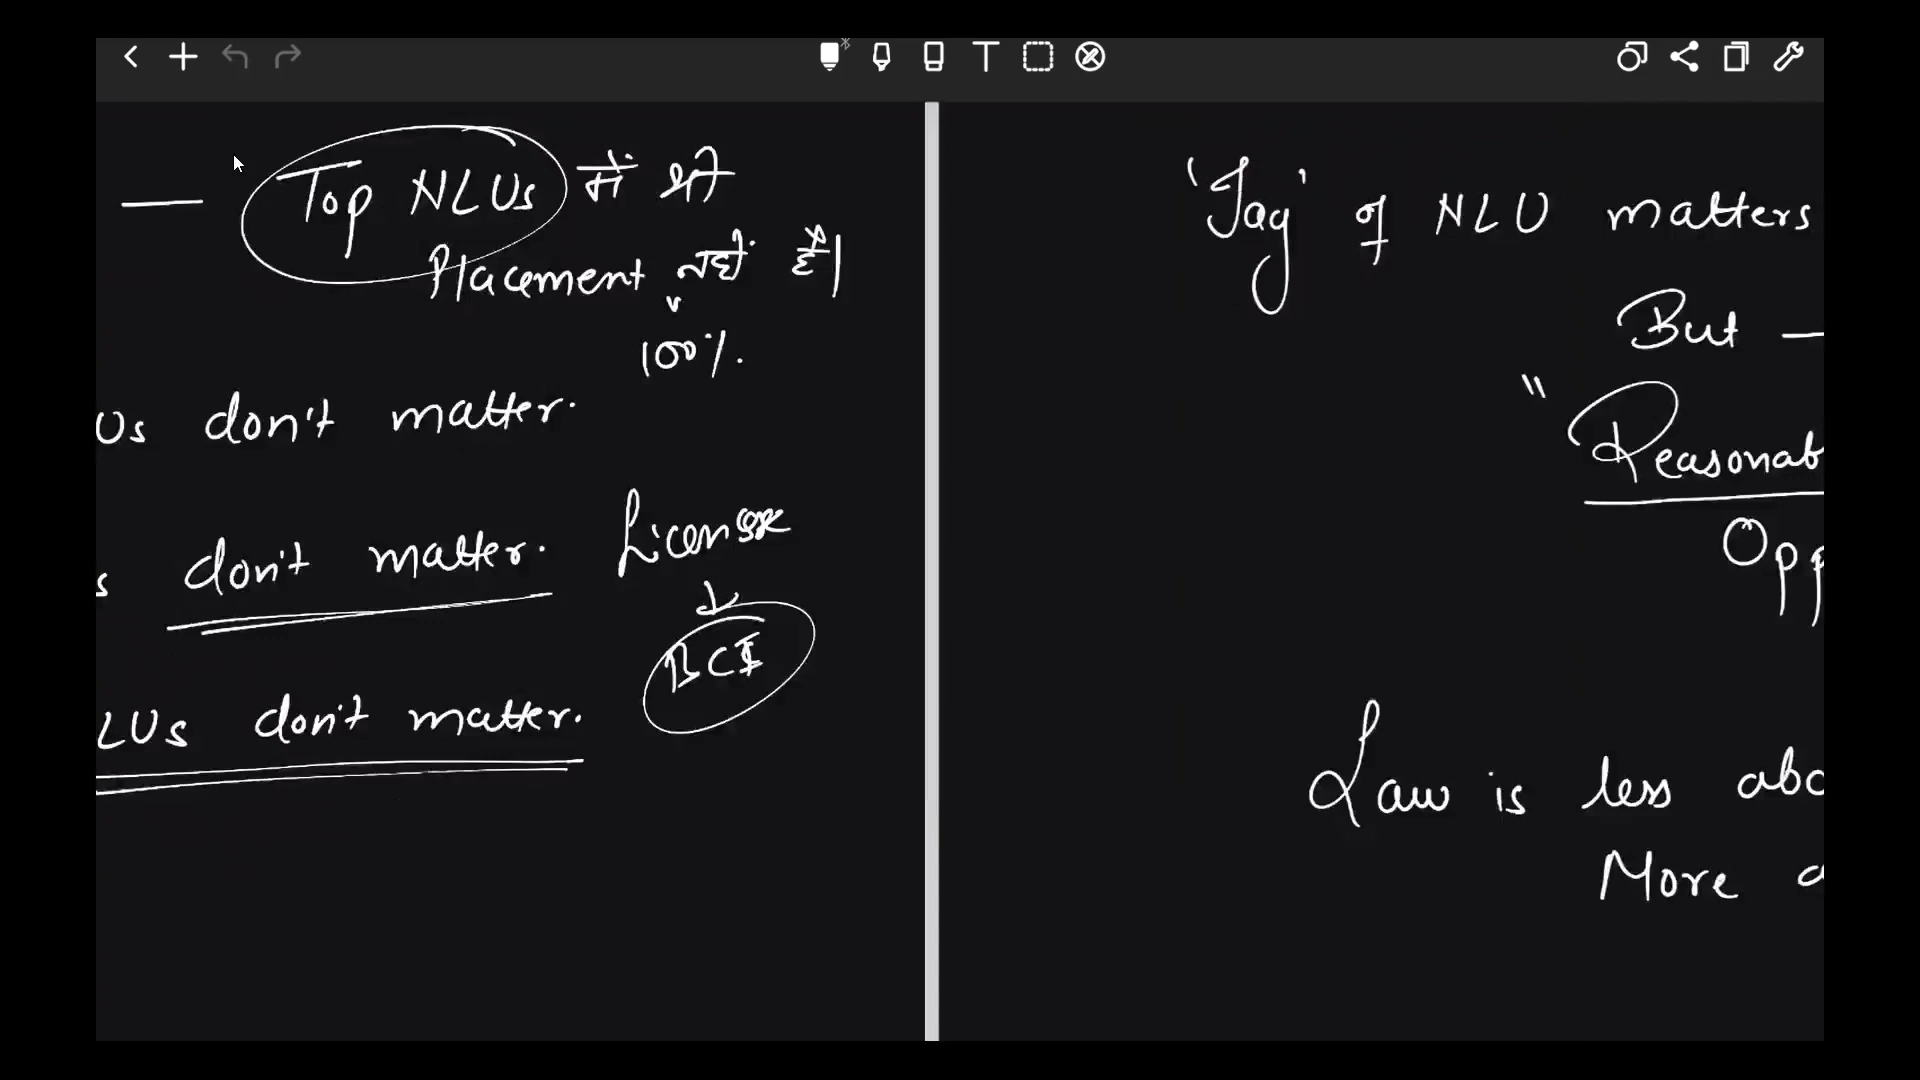 — Top NLUs में भी
Placement नहीं है।
100%.
Us don't matter.
s don't matter.
License
BCI
LUs don't matter.
'Tag' of NLU matters
But —
"Reasonab
Opp
Law is less abo
More a